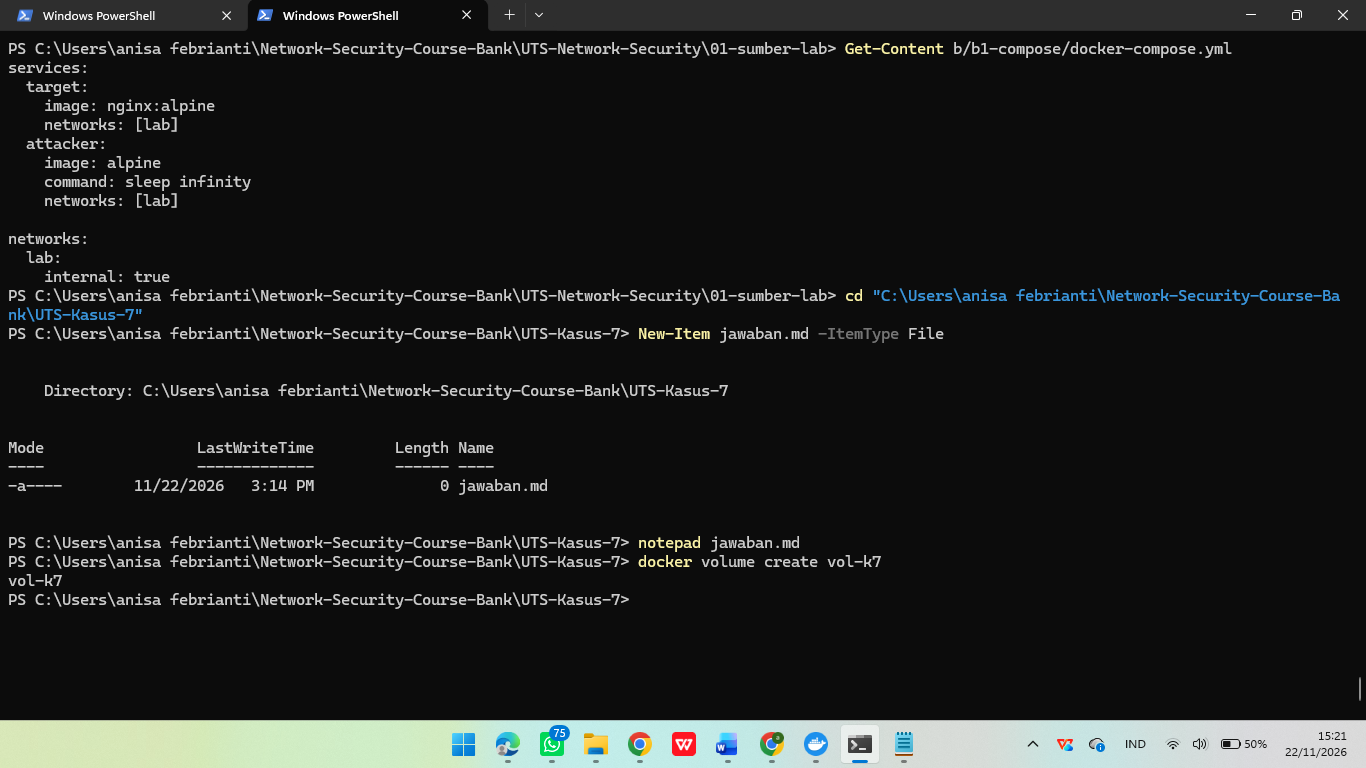 Windows PowerShell
Windows PowerShell
PS C:\Users\anisa febrianti\Network-Security-Course-Bank\UTS-Network-Security\01-sumber-lab> Get-Content b/b1-compose/docker-compose.yml
services:
  target:
    image: nginx:alpine
    networks: [lab]
  attacker:
    image: alpine
    command: sleep infinity
    networks: [lab]
networks:
  lab:
    internal: true
PS C:\Users\anisa febrianti\Network-Security-Course-Bank\UTS-Network-Security\01-sumber-lab> cd "C:\Users\anisa febrianti\Network-Security-Course-Ba
nk\UTS-Kasus-7"
PS C:\Users\anisa febrianti\Network-Security-Course-Bank\UTS-Kasus-7> New-Item jawaban.md -ItemType File
    Directory: C:\Users\anisa febrianti\Network-Security-Course-Bank\UTS-Kasus-7
Mode                 LastWriteTime         Length Name
----                 -------------         ------ ----
-a----        11/22/2026   3:14 PM              0 jawaban.md
PS C:\Users\anisa febrianti\Network-Security-Course-Bank\UTS-Kasus-7> notepad jawaban.md
PS C:\Users\anisa febrianti\Network-Security-Course-Bank\UTS-Kasus-7> docker volume create vol-k7
vol-k7
PS C:\Users\anisa febrianti\Network-Security-Course-Bank\UTS-Kasus-7>
75
IND
50%
15:21
22/11/2026